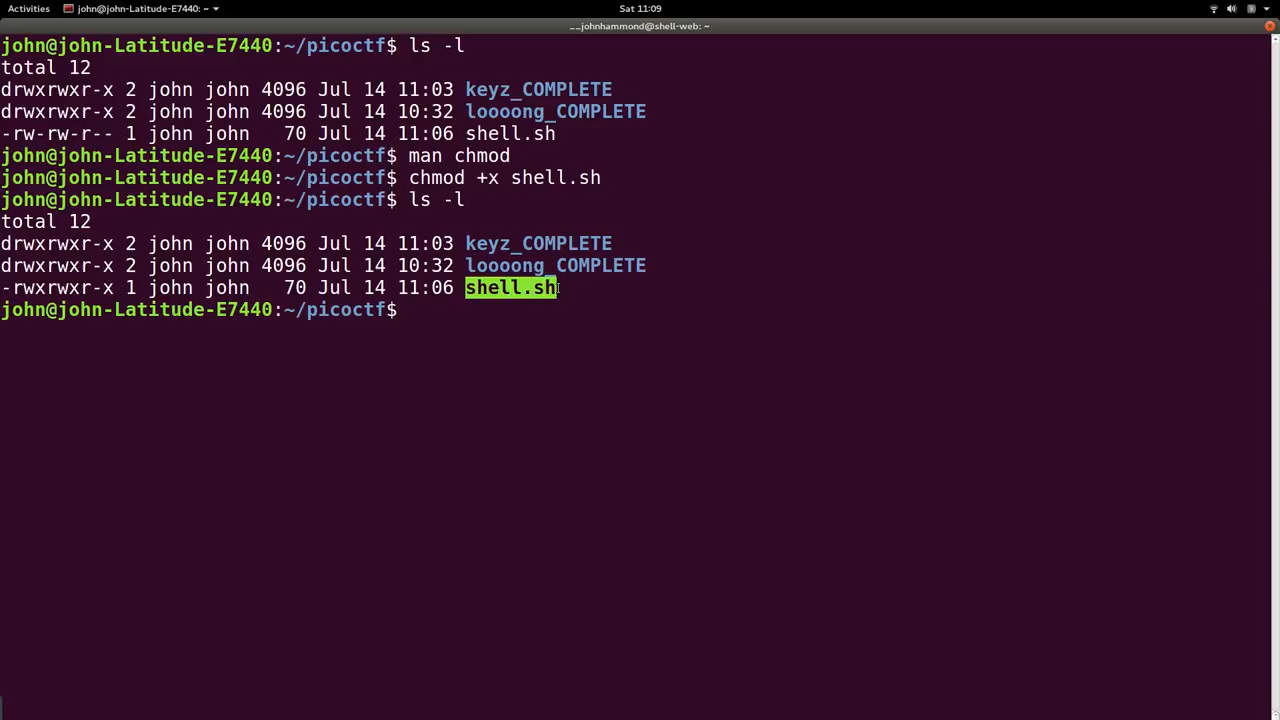 Activities john@john-Latitude-E7440: ~ Sat 11:09
__johnhammond@shell-web: ~
john@john-Latitude-E7440:~/picoctf$ ls -l
total 12
drwxrwxr-x 2 john john 4096 Jul 14 11:03 keyz_COMPLETE
drwxrwxr-x 2 john john 4096 Jul 14 10:32 loooong_COMPLETE
-rw-rw-r-- 1 john john   70 Jul 14 11:06 shell.sh
john@john-Latitude-E7440:~/picoctf$ man chmod
john@john-Latitude-E7440:~/picoctf$ chmod +x shell.sh
john@john-Latitude-E7440:~/picoctf$ ls -l
total 12
drwxrwxr-x 2 john john 4096 Jul 14 11:03 keyz_COMPLETE
drwxrwxr-x 2 john john 4096 Jul 14 10:32 loooong_COMPLETE
-rwxrwxr-x 1 john john   70 Jul 14 11:06 shell.sh
john@john-Latitude-E7440:~/picoctf$